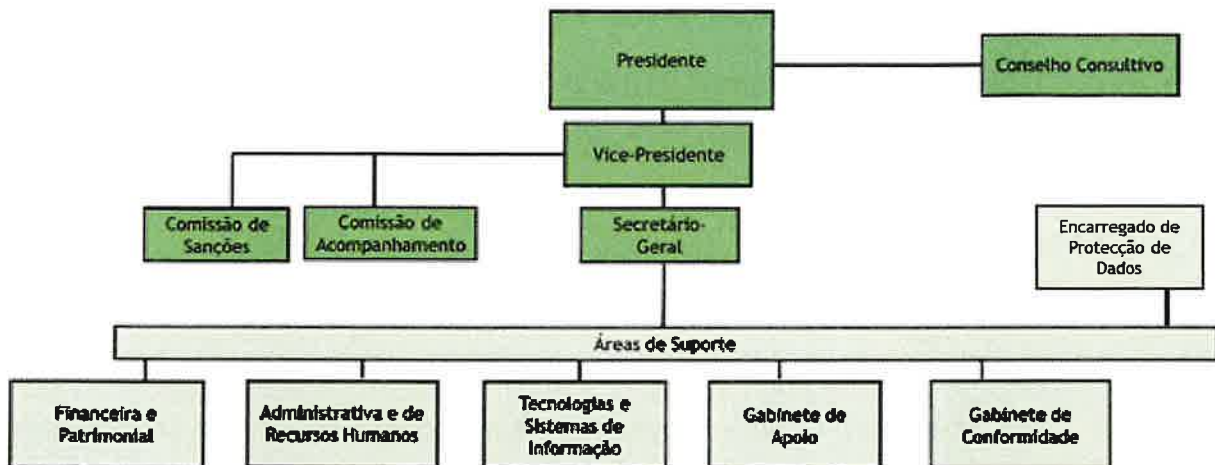 Presidente
Conselho Consultivo
Vice-Presidente
Comissão de
Sanções
Comissão de
Acompanhamento
Secretário-
Geral
Encarregado de
Protecção de
Dados
Áreas de Suporte
Financeira e
Patrimonial
Administrativa e de
Recursos Humanos
Tecnologias e
Sistemas de
Informação
Gabinete de
Apoio
Gabinete de
Conformidade